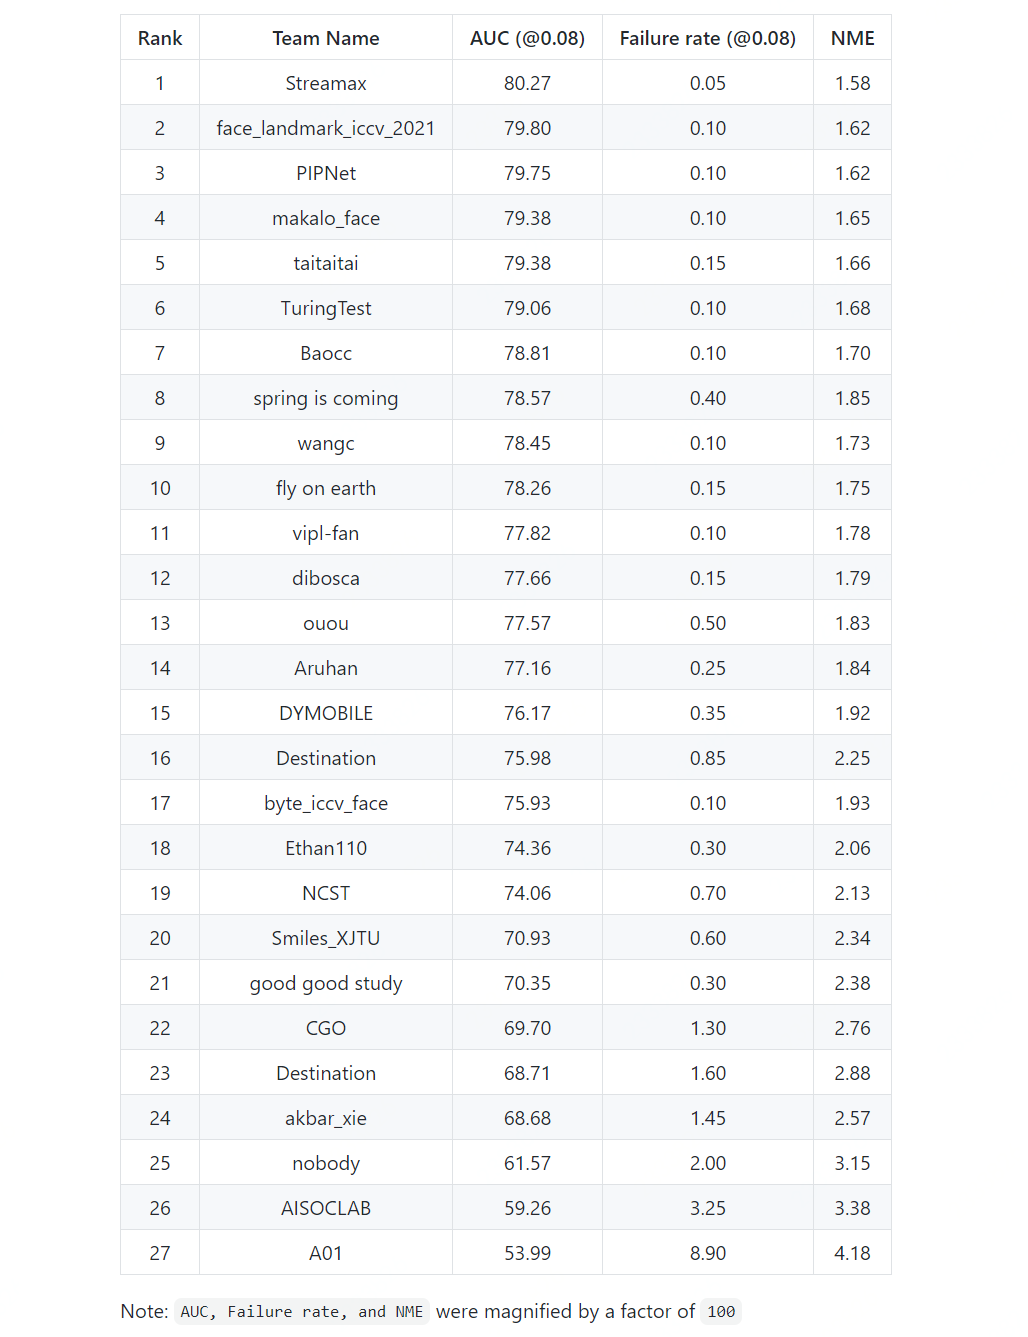 Rank Team Name AUC (@0.08) Failure rate (@0.08) NME
1 Streamax 80.27 0.05 1.58
2 face_landmark_iccv_2021 79.80 0.10 1.62
3 PIPNet 79.75 0.10 1.62
4 makalo_face 79.38 0.10 1.65
5 taitaitai 79.38 0.15 1.66
6 TuringTest 79.06 0.10 1.68
7 Baocc 78.81 0.10 1.70
8 spring is coming 78.57 0.40 1.85
9 wangc 78.45 0.10 1.73
10 fly on earth 78.26 0.15 1.75
11 vipl-fan 77.82 0.10 1.78
12 dibosca 77.66 0.15 1.79
13 ouou 77.57 0.50 1.83
14 Aruhan 77.16 0.25 1.84
15 DYMOBILE 76.17 0.35 1.92
16 Destination 75.98 0.85 2.25
17 byte_iccv_face 75.93 0.10 1.93
18 Ethan110 74.36 0.30 2.06
19 NCST 74.06 0.70 2.13
20 Smiles_XJTU 70.93 0.60 2.34
21 good good study 70.35 0.30 2.38
22 CGO 69.70 1.30 2.76
23 Destination 68.71 1.60 2.88
24 akbar_xie 68.68 1.45 2.57
25 nobody 61.57 2.00 3.15
26 AISOCLAB 59.26 3.25 3.38
27 A01 53.99 8.90 4.18
Note: AUC, Failure rate, and NME were magnified by a factor of 100